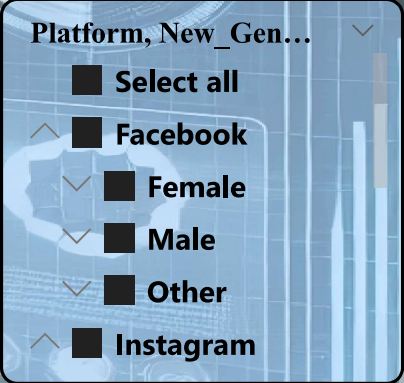 Platform, New_Gen...
Select all
Facebook
Female
Male
Other
Instagram